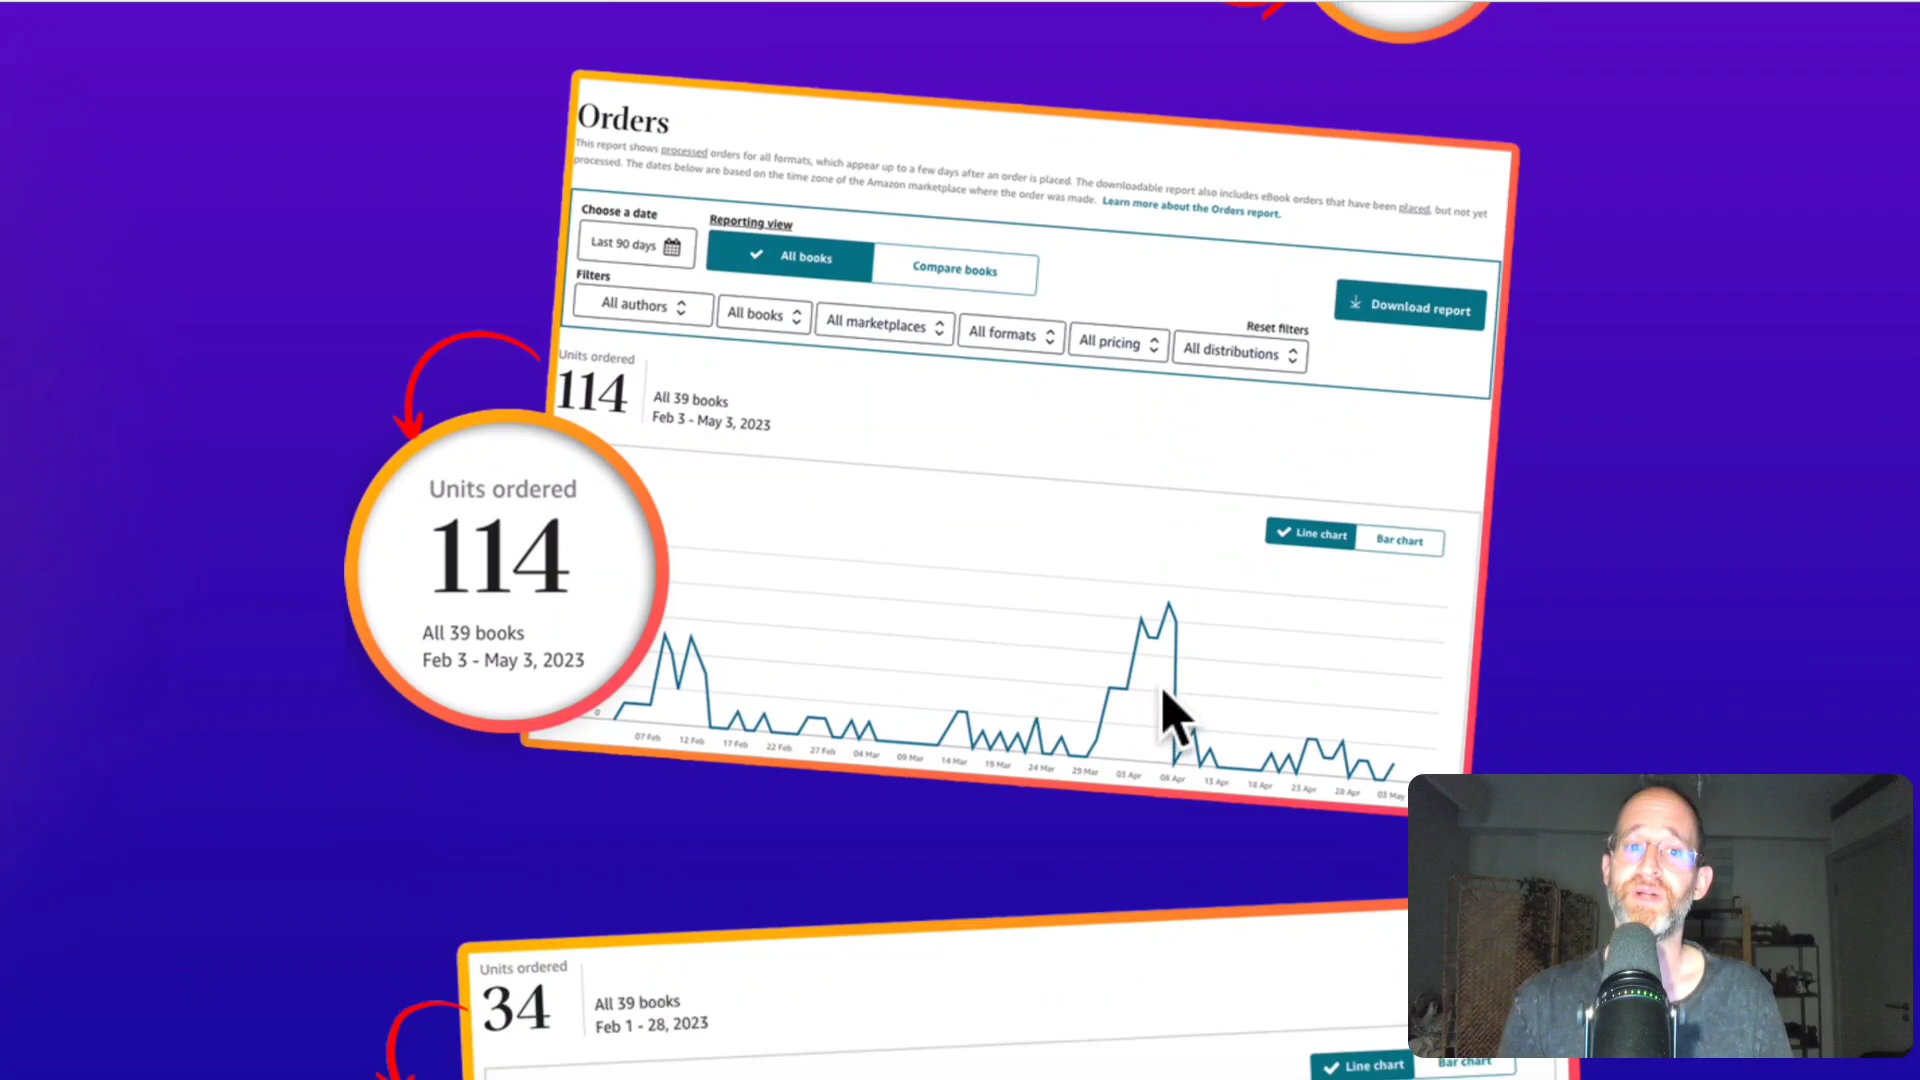 Orders
This report shows processed orders for all formats, which appear up to a few days after an order is placed. The downloadable report also includes eBook orders that have been placed, but not yet
processed. The dates below are based on the time zone of the Amazon marketplace where the order was made. Learn more about the Orders report.
Choose a date
Reporting view
Last 90 days
All books
Compare books
Download report
Filters
Reset filters
All authors
All books
All marketplaces
All formats
All pricing
All distributions
Units ordered
114
All 39 books
Feb 3 - May 3, 2023
Units ordered
114
All 39 books
Feb 3 - May 3, 2023
Line chart
Bar chart
0
07 Feb
12 Feb
17 Feb
22 Feb
27 Feb
04 Mar
09 Mar
14 Mar
19 Mar
24 Mar
29 Mar
03 Apr
08 Apr
13 Apr
18 Apr
23 Apr
28 Apr
03 May
Units ordered
34
All 39 books
Feb 1 - 28, 2023
Line chart
Bar chart